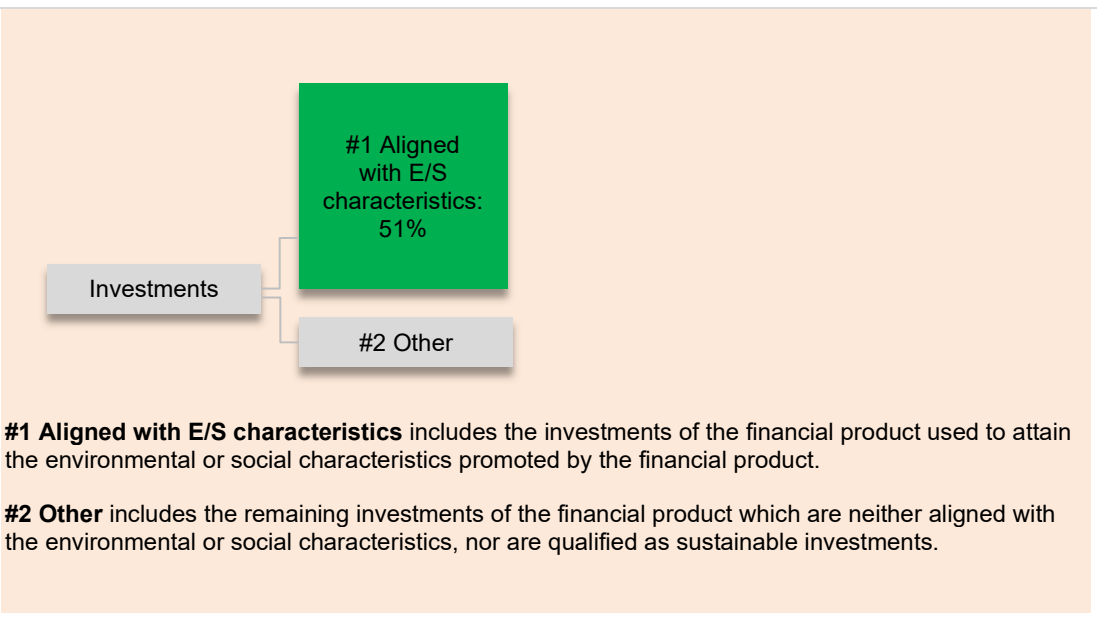 #1 Aligned
with E/S
characteristics:
51%
Investments
#2 Other
#1 Aligned with E/S characteristics includes the investments of the financial product used to attain
the environmental or social characteristics promoted by the financial product.
#2 Other includes the remaining investments of the financial product which are neither aligned with
the environmental or social characteristics, nor are qualified as sustainable investments.